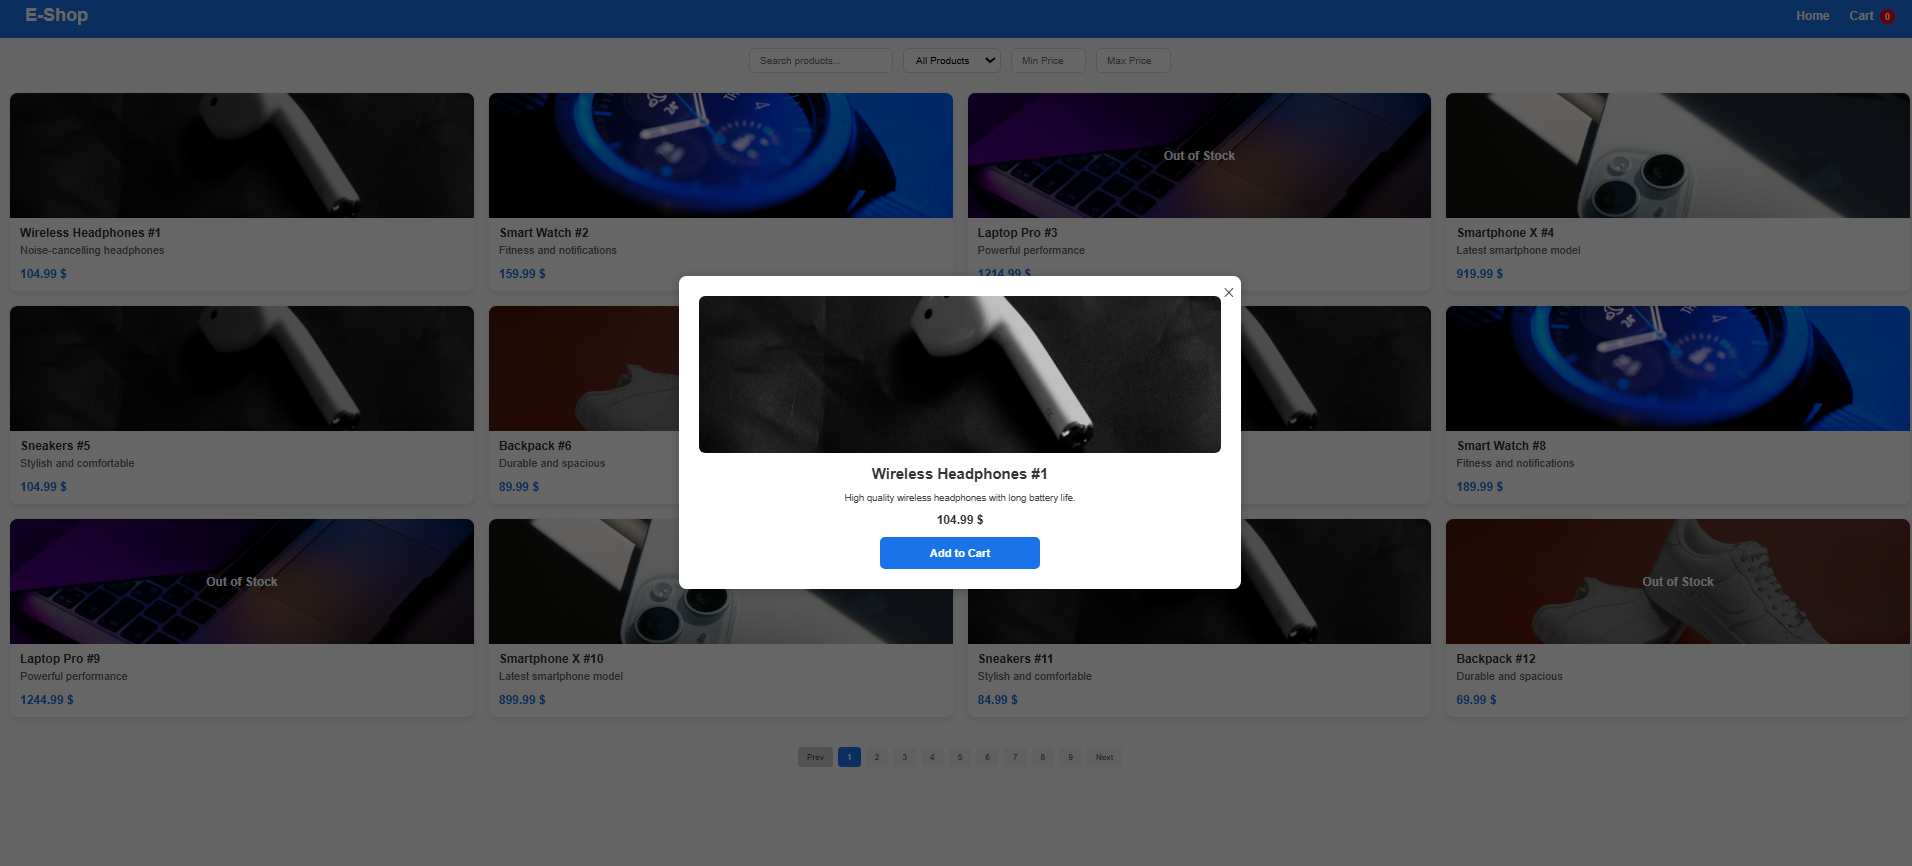 E-Shop
Home
Cart 0
Search products...
All Products
Min Price
Max Price
Wireless Headphones #1
Noise-cancelling headphones
104.99 $
Smart Watch #2
Fitness and notifications
159.99 $
Out of Stock
Laptop Pro #3
Powerful performance
1214.99 $
Smartphone X #4
Latest smartphone model
919.99 $
Sneakers #5
Stylish and comfortable
104.99 $
Backpack #6
Durable and spacious
89.99 $
Wireless Headphones #1
High quality wireless headphones with long battery life.
104.99 $
Add to Cart
Smart Watch #8
Fitness and notifications
189.99 $
Out of Stock
Laptop Pro #9
Powerful performance
1244.99 $
Smartphone X #10
Latest smartphone model
899.99 $
Sneakers #11
Stylish and comfortable
84.99 $
Out of Stock
Backpack #12
Durable and spacious
69.99 $
Prev 1 2 3 4 5 6 7 8 9 Next